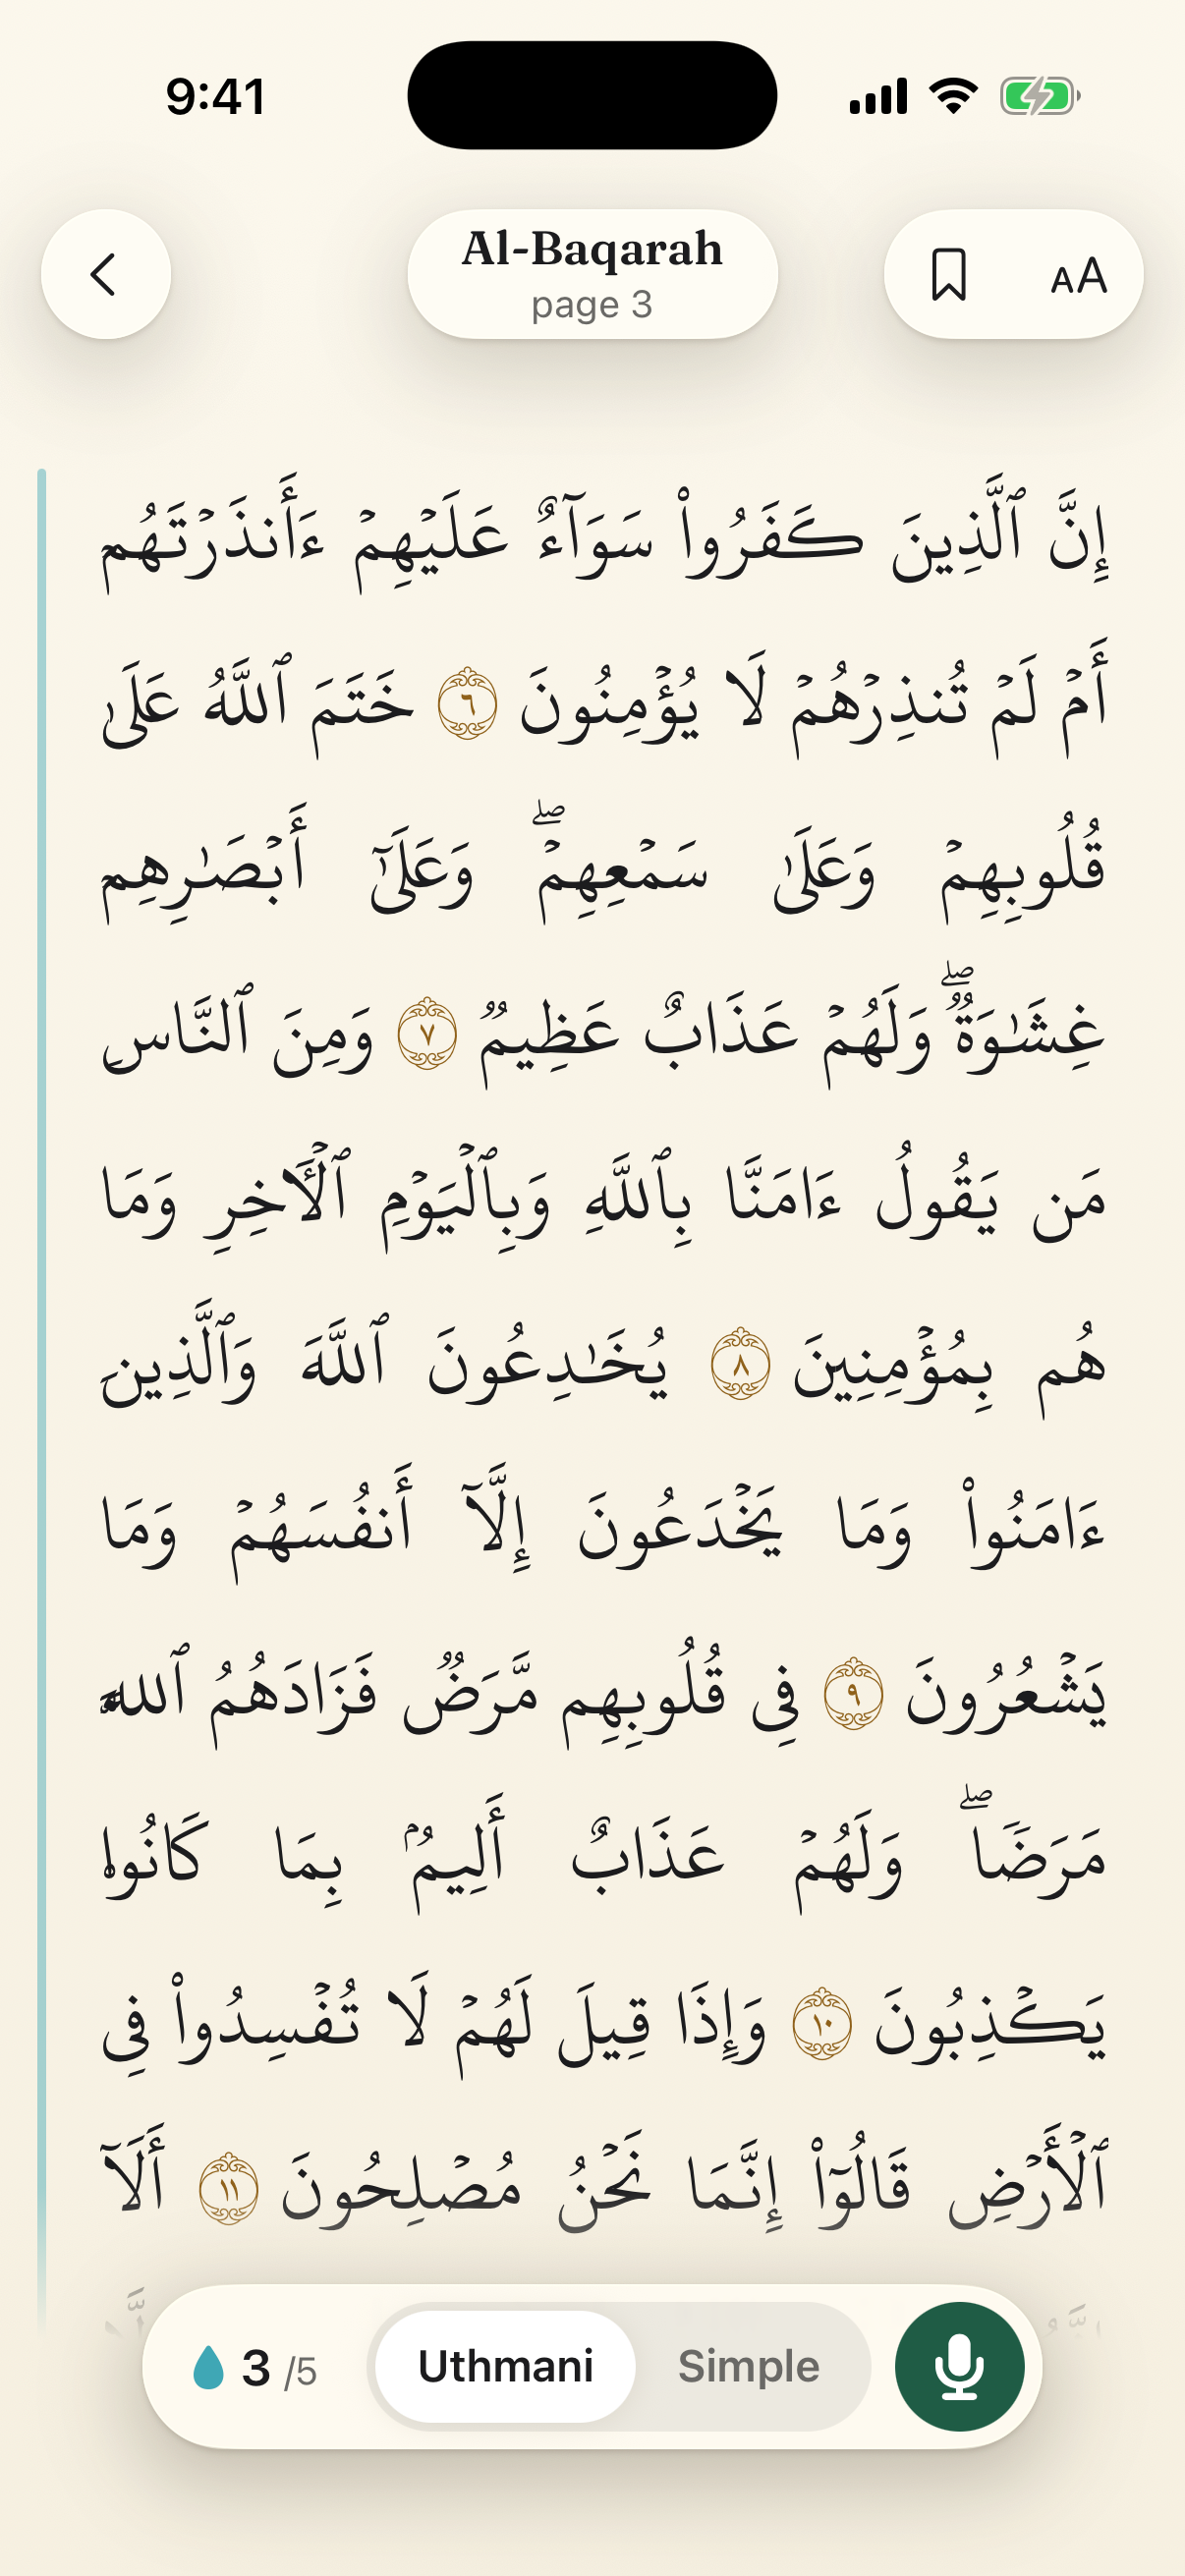 9:41
Al-Baqarah
page 3
AA
إِنَّ ٱلَّذِينَ كَفَرُوا۟ سَوَآءٌ عَلَيْهِمْ ءَأَنذَرْتَهُم
أَمْ لَمْ تُنذِرْهُمْ لَا يُؤْمِنُونَ ٦ خَتَمَ ٱللَّهُ عَلَىٰ
قُلُوبِهِمْ وَعَلَىٰ سَمْعِهِمْ ۖ وَعَلَىٰٓ أَبْصَـٰرِهِم
غِشَـٰوَةٌ ۖ وَلَهُمْ عَذَابٌ عَظِيمٌ ٧ وَمِنَ ٱلنَّاسِ
مَن يَقُولُ ءَامَنَّا بِٱللَّهِ وَبِٱلْيَوْمِ ٱلْـَٔاخِرِ وَمَا
هُم بِمُؤْمِنِينَ ٨ يُخَـٰدِعُونَ ٱللَّهَ وَٱلَّذِينَ
ءَامَنُوا۟ وَمَا يَخْدَعُونَ إِلَّآ أَنفُسَهُمْ وَمَا
يَشْعُرُونَ ٩ فِى قُلُوبِهِم مَّرَضٌ فَزَادَهُمُ ٱللَّهُ
مَرَضًا ۖ وَلَهُمْ عَذَابٌ أَلِيمٌۢ بِمَا كَانُوا۟
يَكْذِبُونَ ١٠ وَإِذَا قِيلَ لَهُمْ لَا تُفْسِدُوا۟ فِى
ٱلْأَرْضِ قَالُوٓا۟ إِنَّمَا نَحْنُ مُصْلِحُونَ ١١ أَلَآ
3 /5
Uthmani
Simple